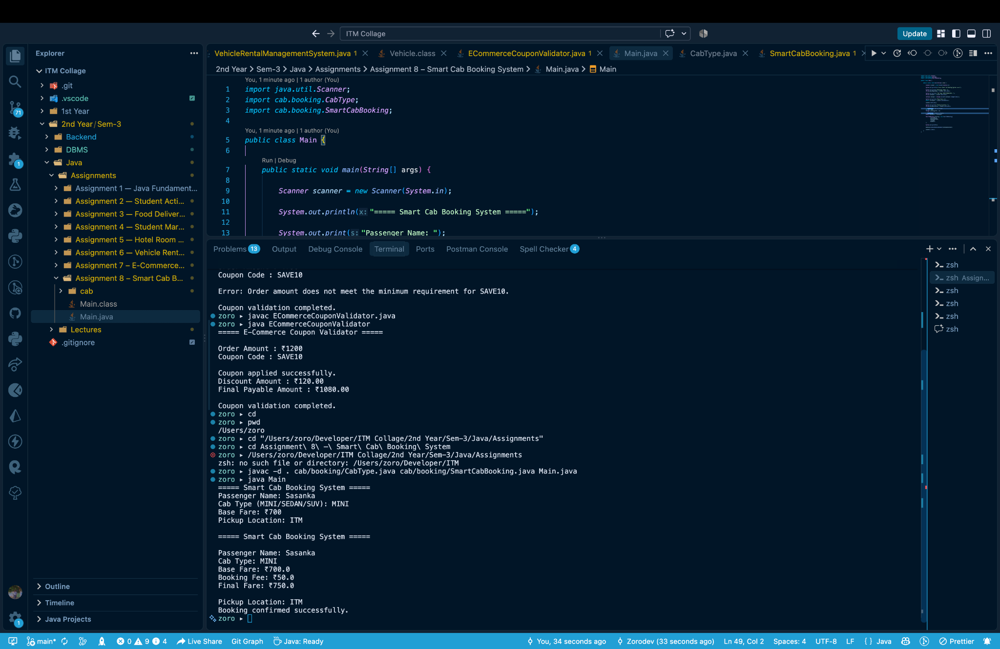 ITM Collage
Update
Explorer
ITM Collage
.git
.vscode
1st Year
2nd Year/Sem-3
Backend
DBMS
Java
Assignments
Assignment 1 — Java Fundament...
Assignment 2 — Student Acti...
Assignment 3 — Food Deliver...
Assignment 4 — Student Mar...
Assignment 5 — Hotel Room ...
Assignment 6 — Vehicle Rent...
Assignment 7 – E-Commerce...
Assignment 8 – Smart Cab B...
cab
Main.class
Main.java
Lectures
.gitignore
Outline
Timeline
Java Projects
71
1
1
VehicleRentalManagementSystem.java 1
Vehicle.class
ECommerceCouponValidator.java 1
Main.java
CabType.java
SmartCabBooking.java 1
2nd Year > Sem-3 > Java > Assignments > Assignment 8 – Smart Cab Booking System > Main.java > Main
You, 1 minute ago | 1 author (You)
1 import java.util.Scanner;
2 import cab.booking.CabType;
3 import cab.booking.SmartCabBooking;
4
You, 1 minute ago | 1 author (You)
5 public class Main {
6
Run | Debug
7 public static void main(String[] args) {
8
9 Scanner scanner = new Scanner(System.in);
10
11 System.out.println(x: "===== Smart Cab Booking System =====");
12
13 System.out.print(s: "Passenger Name: ");
Problems 13 Output Debug Console Terminal Ports Postman Console Spell Checker 4
Coupon Code : SAVE10
Error: Order amount does not meet the minimum requirement for SAVE10.
Coupon validation completed.
zoro ▸ javac ECommerceCouponValidator.java
zoro ▸ java ECommerceCouponValidator
===== E-Commerce Coupon Validator =====
Order Amount : ₹1200
Coupon Code : SAVE10
Coupon applied successfully.
Discount Amount : ₹120.00
Final Payable Amount : ₹1080.00
Coupon validation completed.
zoro ▸ cd
zoro ▸ pwd
/Users/zoro
zoro ▸ cd "/Users/zoro/Developer/ITM Collage/2nd Year/Sem-3/Java/Assignments"
zoro ▸ cd Assignment\ 8\ –\ Smart\ Cab\ Booking\ System
zoro ▸ /Users/zoro/Developer/ITM Collage/2nd Year/Sem-3/Java/Assignments
zsh: no such file or directory: /Users/zoro/Developer/ITM
zoro ▸ javac -d . cab/booking/CabType.java cab/booking/SmartCabBooking.java Main.java
zoro ▸ java Main
===== Smart Cab Booking System =====
Passenger Name: Sasanka
Cab Type (MINI/SEDAN/SUV): MINI
Base Fare: ₹700
Pickup Location: ITM
===== Smart Cab Booking System =====
Passenger Name: Sasanka
Cab Type: MINI
Base Fare: ₹700.0
Booking Fee: ₹50.0
Final Fare: ₹750.0
Pickup Location: ITM
Booking confirmed successfully.
zoro ▸
zsh
zsh Assign...
zsh
zsh
zsh
zsh
main* 0 9 4 Live Share Git Graph Java: Ready You, 34 seconds ago Zorodev (33 seconds ago) Ln 49, Col 2 Spaces: 4 UTF-8 LF { } Java Prettier